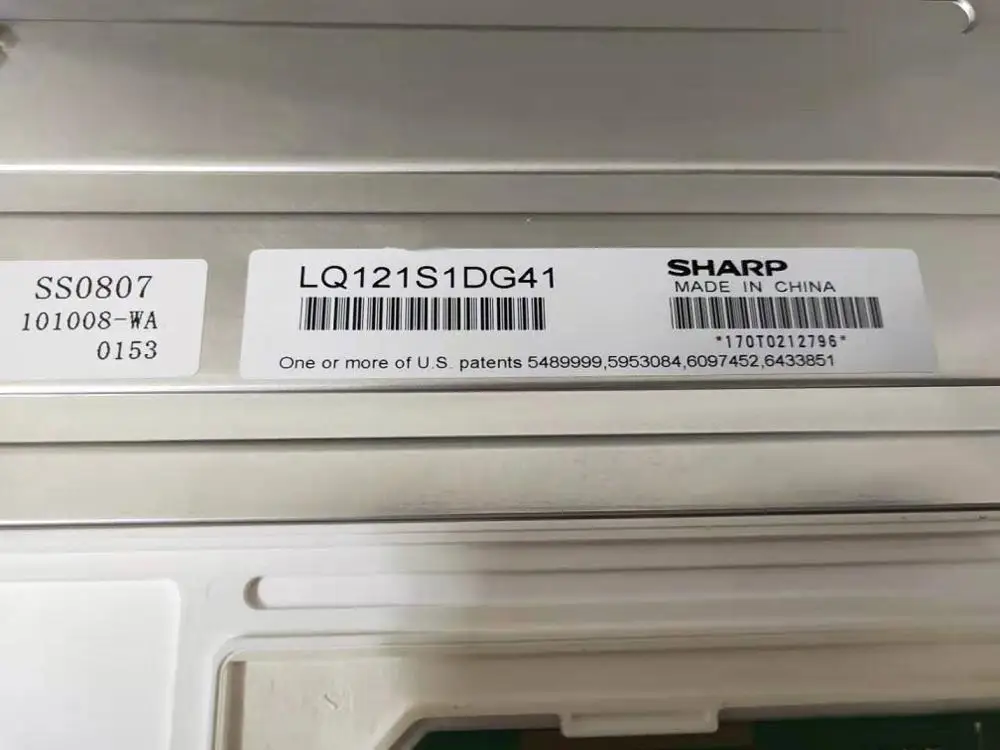 SS0807
101008-WA
0153
LQ121S1DG41
SHARP
MADE IN CHINA
*170T0212796*
One or more of U.S. patents 5489999,5953084,6097452,6433851